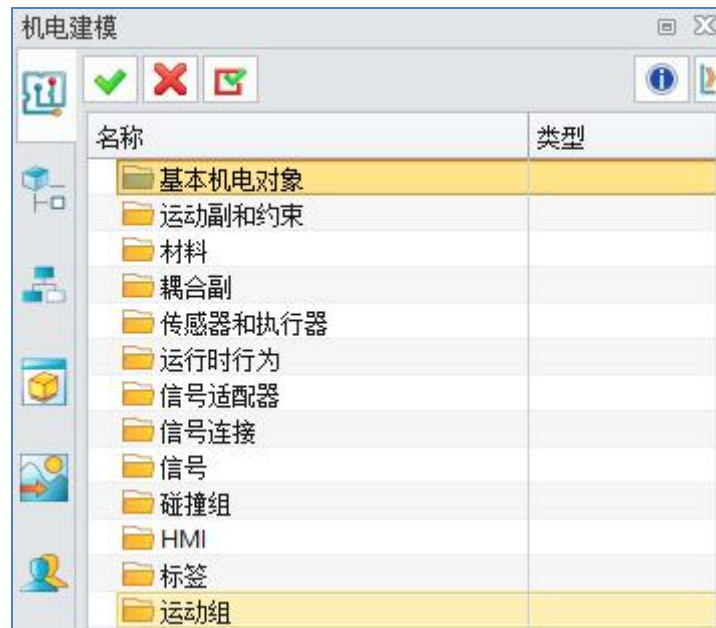 机电建模
名称 类型
基本机电对象
运动副和约束
材料
耦合副
传感器和执行器
运行时行为
信号适配器
信号连接
信号
碰撞组
HMI
标签
运动组